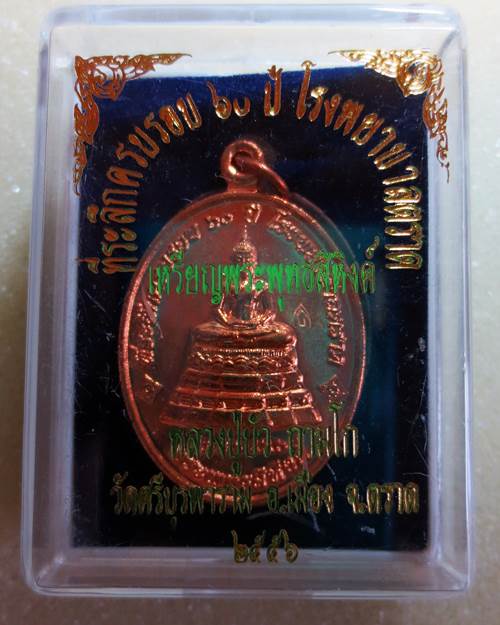 ที่ระลึกครบรอบ ๖๐ ปี โรงพยาบาลตราด
เหรียญพระพุทธสิหิงค์
หลวงปู่บัว ถามโก
วัดศรีบุรพาราม อ.เมือง จ.ตราด
๒๕๕๖